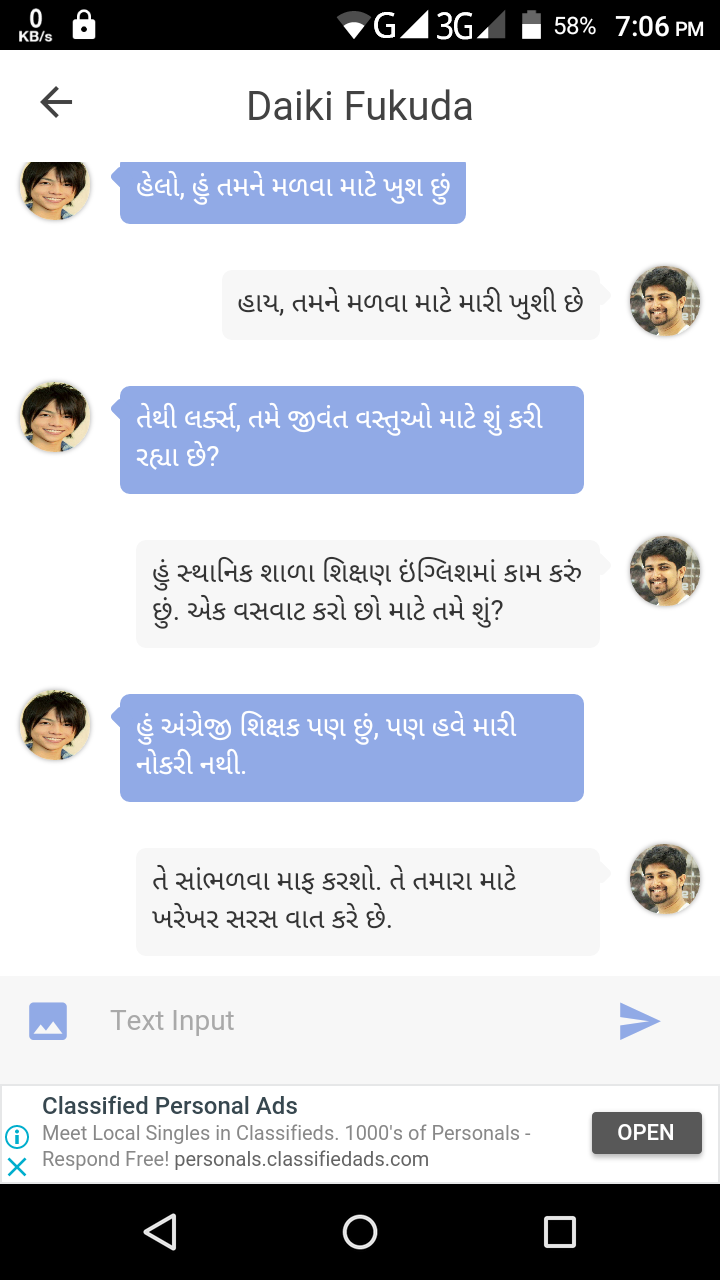 0
KB/s
G
3G
58%
7:06 PM
Daiki Fukuda
હેલો, હું તમને મળવા માટે ખુશ છું
હાય, તમને મળવા માટે મારી ખુશી છે
તેથી લર્ક્સ, તમે જીવંત વસ્તુઓ માટે શું કરી
રહ્યા છે?
હું સ્થાનિક શાળા શિક્ષણ ઇંગ્લિશમાં કામ કરું
છું. એક વસવાટ કરો છો માટે તમે શું?
હું અંગ્રેજી શિક્ષક પણ છું, પણ હવે મારી
નોકરી નથી.
તે સાંભળવા માફ કરશો. તે તમારા માટે
ખરેખર સરસ વાત કરે છે.
Text Input
Classified Personal Ads
Meet Local Singles in Classifieds. 1000's of Personals -
Respond Free! personals.classifiedads.com
OPEN